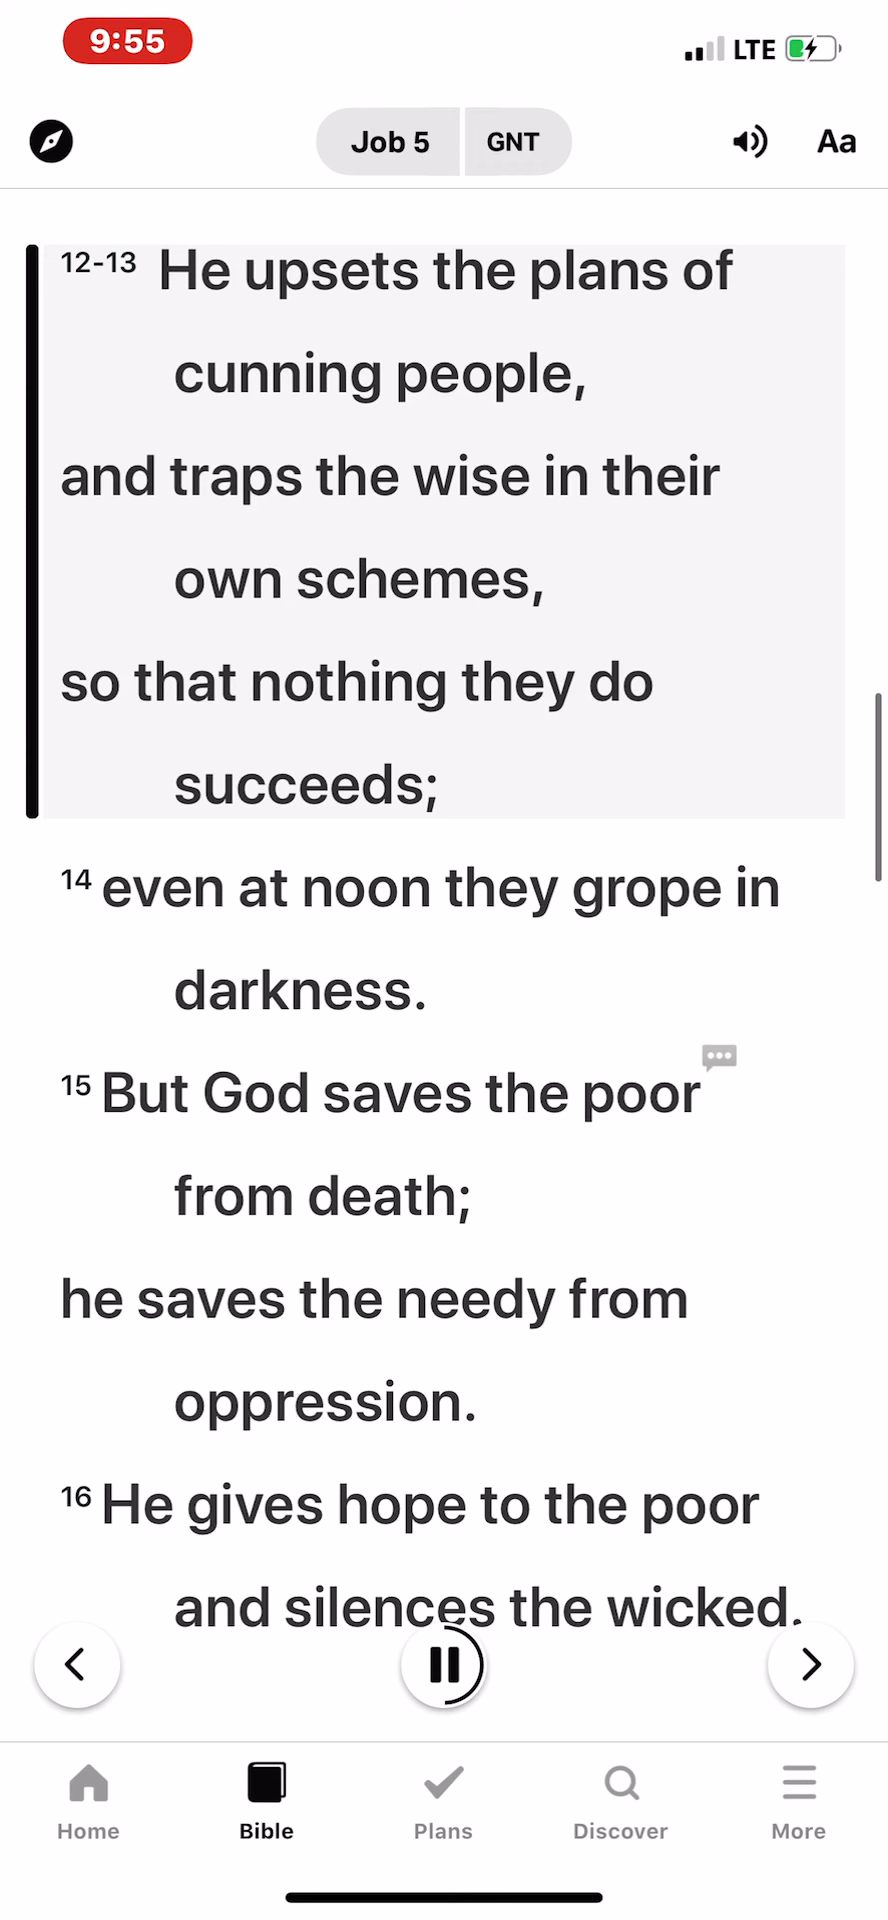 9:55
LTE
Job 5 GNT
Aa
12-13 He upsets the plans of
cunning people,
and traps the wise in their
own schemes,
so that nothing they do
succeeds;
14 even at noon they grope in
darkness.
15 But God saves the poor
from death;
he saves the needy from
oppression.
16 He gives hope to the poor
and silences the wicked.
Home Bible Plans Discover More